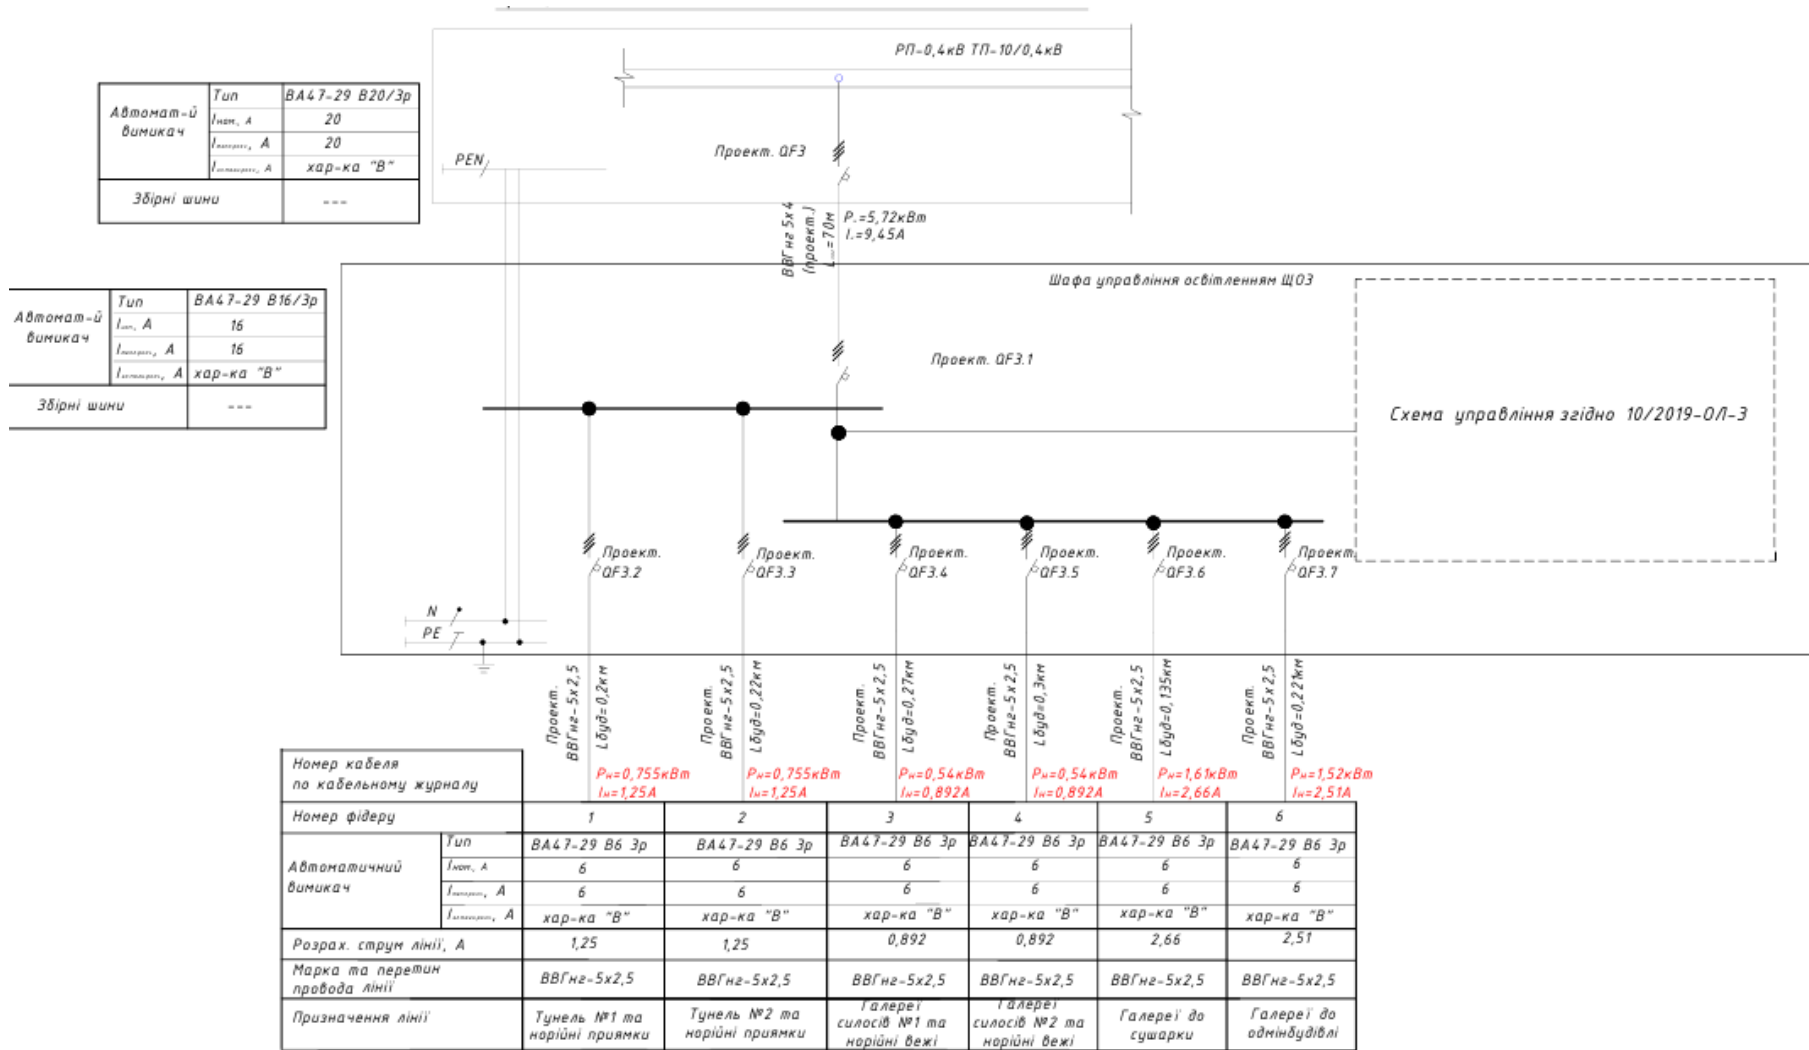 РП-0,4кВ ТП-10/0,4кВ
Автомат-й вимикач
Тип ВА47-29 В20/3р
Iном., А 20
А 20
А хар-ка "В"
Збірні шини ---
PEN
Проект. QF3
ВВГнг 5х4
(проект.)
L =70м
P.=5,72кВт
I.=9,45А
Шафа управління освітленням ЩОЗ
Автомат-й вимикач
Тип ВА47-29 В16/3р
А 16
А 16
А хар-ка "В"
Збірні шини ---
Проект. QF3.1
Схема управління згідно 10/2019-ОЛ-3
Проект.
QF3.2
Проект.
QF3.3
Проект.
QF3.4
Проект.
QF3.5
Проект.
QF3.6
Проект.
QF3.7
N
PE
Проект.
ВВГнг-5х2,5
Lбуд=0,2км
Проект.
ВВГнг-5х2,5
Lбуд=0,22км
Проект.
ВВГнг-5х2,5
Lбуд=0,27км
Проект.
ВВГнг-5х2,5
Lбуд=0,3км
Проект.
ВВГнг-5х2,5
Lбуд=0,135км
Проект.
ВВГнг-5х2,5
Lбуд=0,221км
Рн=0,755кВт
Iн=1,25А
Рн=0,755кВт
Iн=1,25А
Рн=0,54кВт
Iн=0,892А
Рн=0,54кВт
Iн=0,892А
Рн=1,61кВт
Iн=2,66А
Рн=1,52кВт
Iн=2,51А
Номер кабеля
по кабельному журналу
Номер фідеру 1 2 3 4 5 6
Автоматичний
вимикач
Тип ВА47-29 В6 3р ВА47-29 В6 3р ВА47-29 В6 3р ВА47-29 В6 3р ВА47-29 В6 3р ВА47-29 В6 3р
Iном., А 6 6 6 6 6 6
А 6 6 6 6 6 6
А хар-ка "В" хар-ка "В" хар-ка "В" хар-ка "В" хар-ка "В" хар-ка "В"
Розрах. струм лінії, А 1,25 1,25 0,892 0,892 2,66 2,51
Марка та перетин
провода лінії
ВВГнг-5х2,5 ВВГнг-5х2,5 ВВГнг-5х2,5 ВВГнг-5х2,5 ВВГнг-5х2,5 ВВГнг-5х2,5
Призначення лінії
Тунель №1 та
норійні приямки
Тунель №2 та
норійні приямки
Галереї
силосів №1 та
норійні вежі
Галереї
силосів №2 та
норійні вежі
Галереї до
сушарки
Галереї до
одмінбудівлі